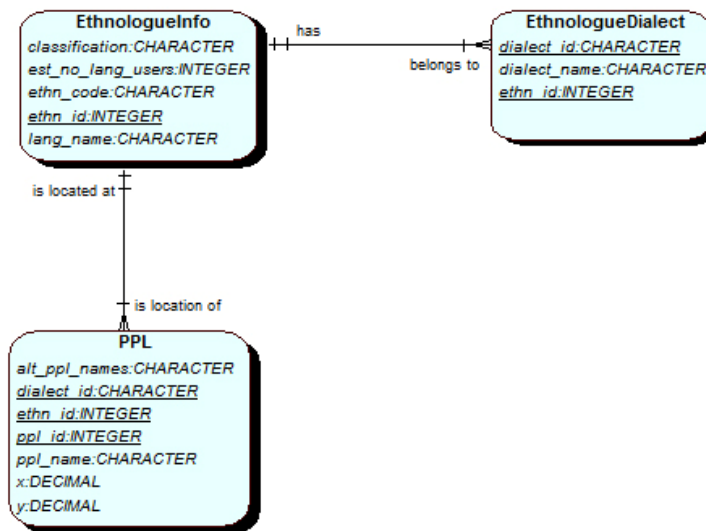 EthnologueInfo
classification:CHARACTER
est_no_lang_users:INTEGER
ethn_code:CHARACTER
ethn_id:INTEGER
lang_name:CHARACTER
has
belongs to
EthnologueDialect
dialect_id:CHARACTER
dialect_name:CHARACTER
ethn_id:INTEGER
is located at
is location of
PPL
alt_ppl_names:CHARACTER
dialect_id:CHARACTER
ethn_id:INTEGER
ppl_id:INTEGER
ppl_name:CHARACTER
x:DECIMAL
y:DECIMAL